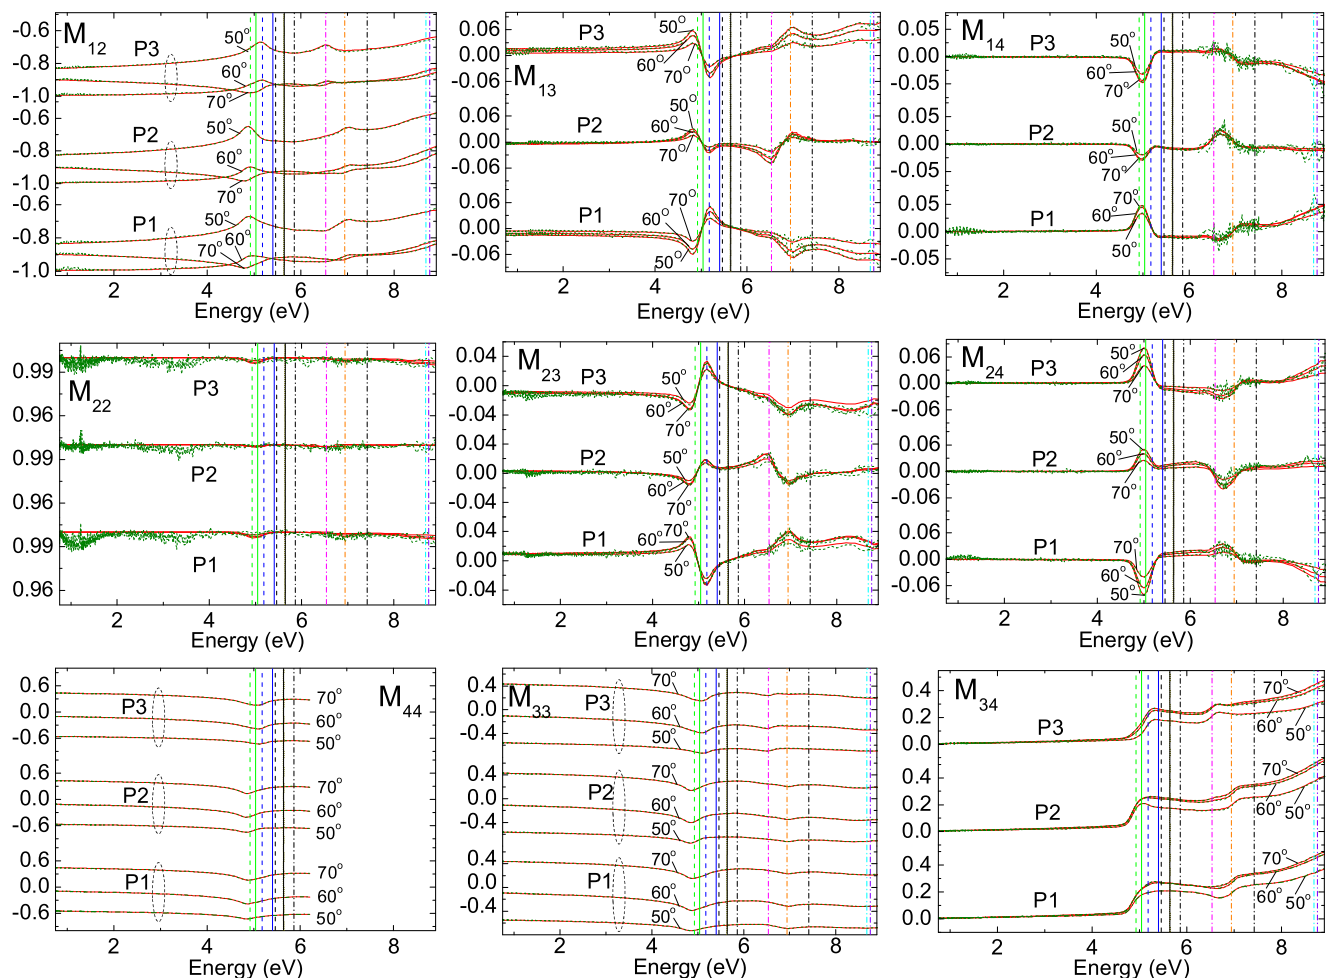 M12
-0.6
-0.8
-1.0
-0.6
-0.8
-1.0
-0.6
-0.8
-1.0
P3
50°
60°
70°
P2
50°
60°
70°
P1
50°
70°
60°
2 4 6 8
Energy (eV)
M13
0.06
0.00
-0.06
0.06
0.00
-0.06
0.06
0.00
-0.06
P3
50°
60°
70°
P2
50°
60°
70°
P1
70°
60°
50°
2 4 6 8
Energy (eV)
M14
0.05
0.00
-0.05
0.05
0.00
-0.05
0.05
0.00
-0.05
P3
50°
60°
70°
P2
50°
60°
70°
P1
70°
60°
50°
2 4 6 8
Energy (eV)
M22
0.99
0.96
0.99
0.96
0.99
0.96
P3
P2
P1
2 4 6 8
Energy (eV)
M23
0.04
0.00
-0.04
0.04
0.00
-0.04
0.04
0.00
-0.04
P3
50°
60°
70°
P2
50°
60°
70°
P1
70°
60°
50°
2 4 6 8
Energy (eV)
M24
0.06
0.00
-0.06
0.06
0.00
-0.06
0.06
0.00
-0.06
P3
50°
60°
70°
P2
50°
60°
70°
P1
70°
60°
50°
2 4 6 8
Energy (eV)
M44
0.6
0.0
-0.6
0.6
0.0
-0.6
0.6
0.0
-0.6
P3
70°
60°
50°
P2
70°
60°
50°
P1
70°
60°
50°
2 4 6 8
Energy (eV)
M33
0.4
0.0
-0.4
0.4
0.0
-0.4
0.4
0.0
-0.4
P3
70°
60°
50°
P2
70°
60°
50°
P1
70°
60°
50°
2 4 6 8
Energy (eV)
M34
0.4
0.2
0.0
0.4
0.2
0.0
0.4
0.2
0.0
P3
70°
60°
50°
P2
70°
60°
50°
P1
70°
60°
50°
2 4 6 8
Energy (eV)